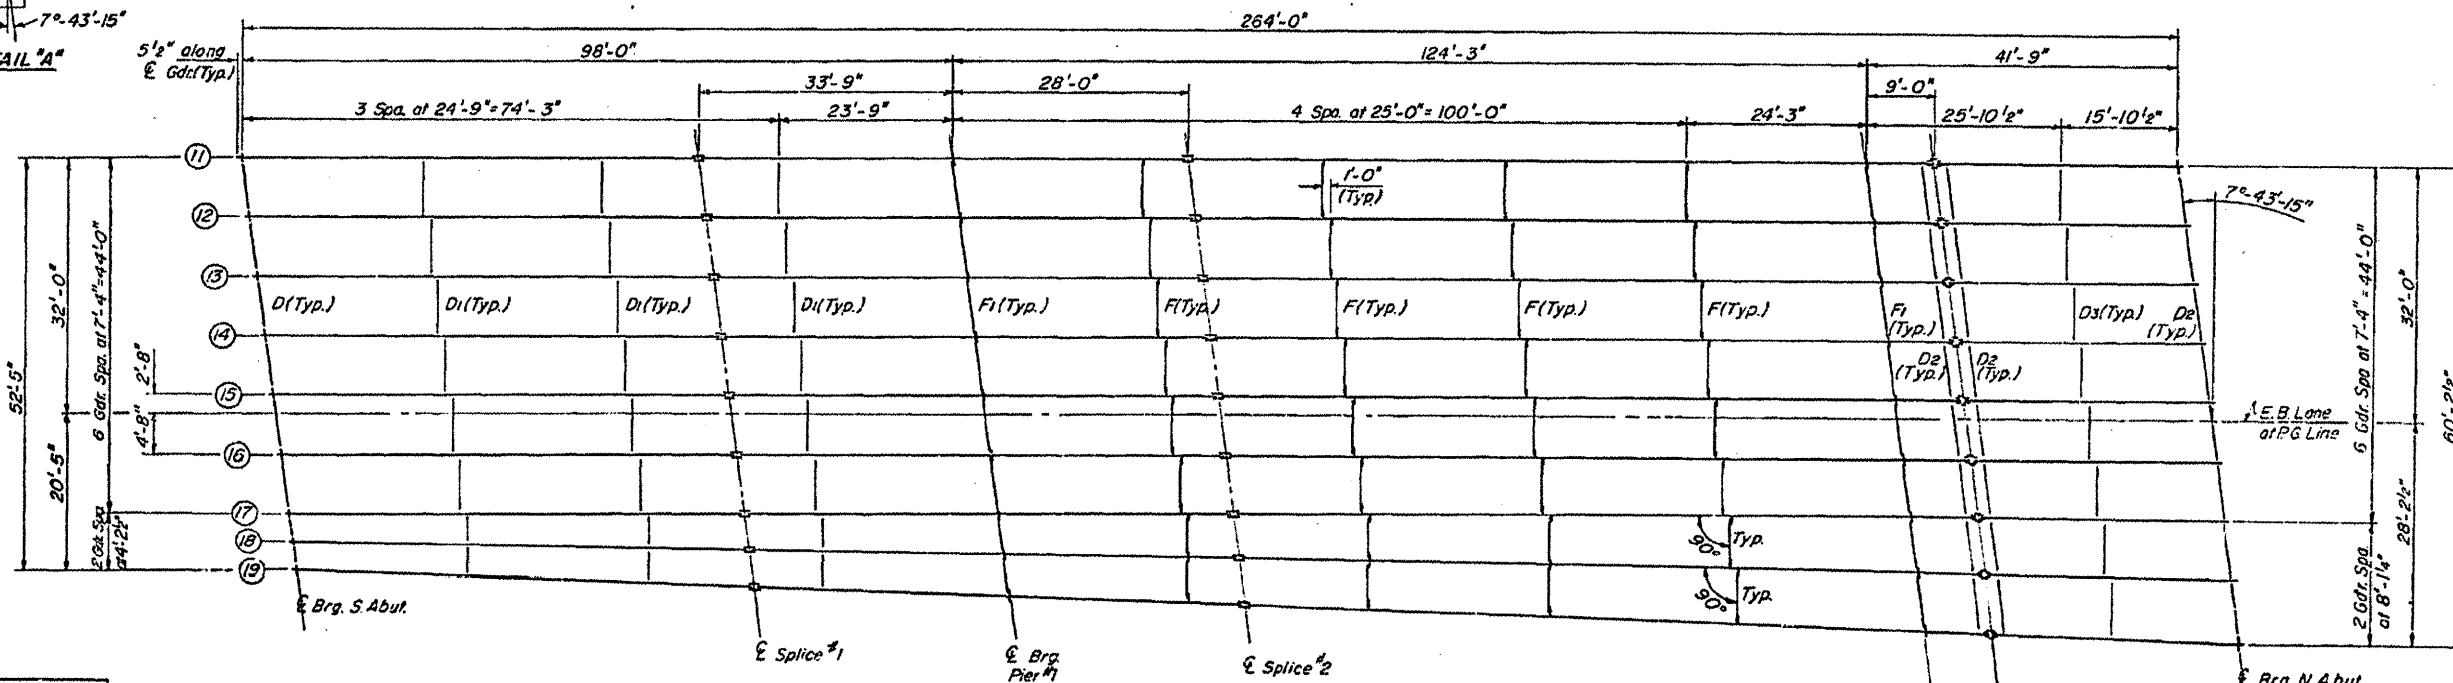 7°-43'-15"
AIL "A"
264'-0"
5½" along
℄ Gdr.(Typ.)
98'-0"
124'-3"
41'-9"
33'-9"
28'-0"
9'-0"
3 Spa. at 24'-9"=74'-3"
23'-9"
4 Spa. at 25'-0"=100'-0"
24'-3"
25'-10½"
15'-10½"
11
1'-0"
(Typ.)
12
7°-43'-15"
13
D(Typ.)
D1(Typ.)
D1(Typ.)
D1(Typ.)
F1(Typ.)
F(Typ.)
F(Typ.)
F(Typ.)
F(Typ.)
F1
(Typ.)
D3(Typ.)
D2
(Typ.)
14
D2
(Typ.)
D2
(Typ.)
15
16
17
18
19
52'-5"
32'-0"
20'-5"
6 Gdr. Spa. at 7'-4"=44'-0"
2 Gdr. Spa
at 4'-2½"
2'-8"
4'-8"
E.B. Lane
at P.G. Line
6 Gdr. Spa at 7'-4"=44'-0"
32'-0"
60'-2½"
28'-2½"
2 Gdr. Spa.
at 8'-1¼"
90°
Typ.
90°
Typ.
℄ Brg. S. Abut.
℄ Splice #1
℄ Brg.
Pier #1
℄ Splice #2
℄ Brg. N. Abut.